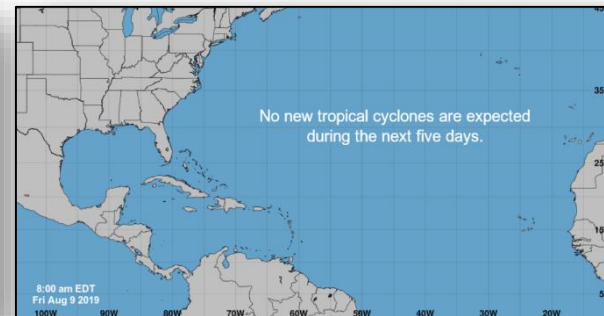 No new tropical cyclones are expected
during the next five days.
35
25
15
5
8:00 am EDT
Fri Aug 9 2019
100W 90W 80W 70W 60W 50W 40W 30W 20W